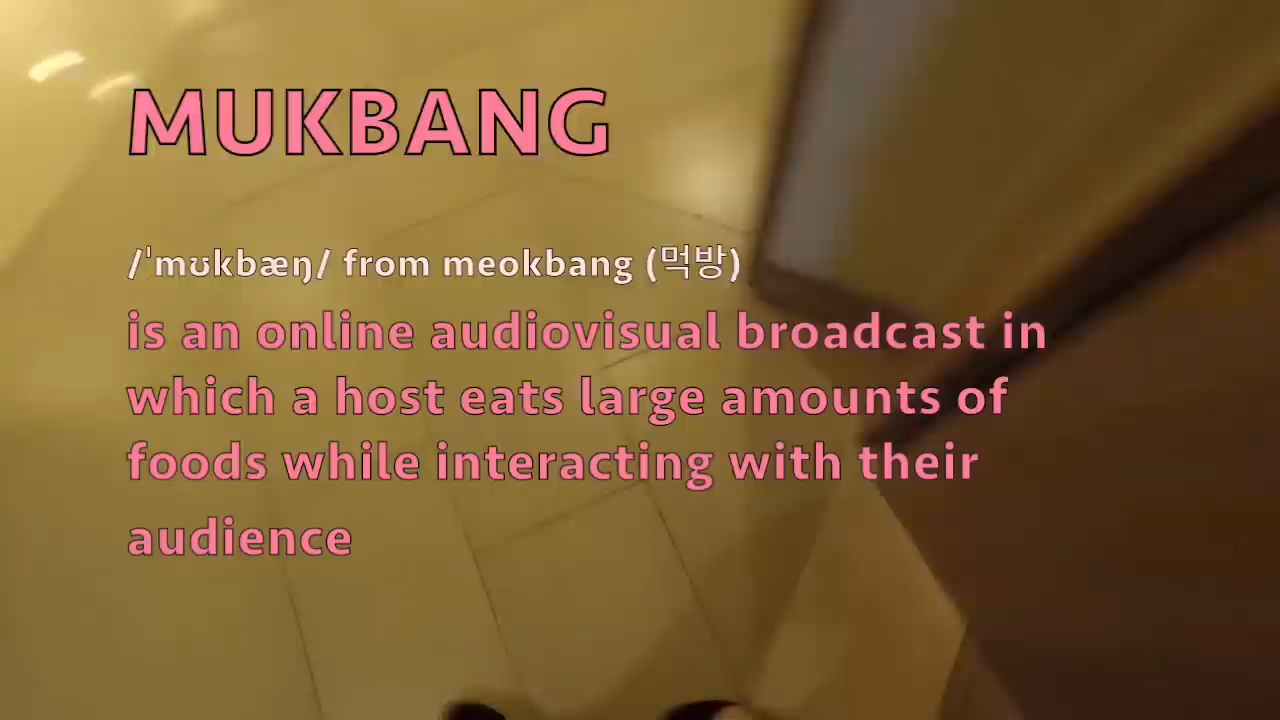 MUKBANG
/ˈmʊkbæŋ/ from meokbang (먹방)
is an online audiovisual broadcast in
which a host eats large amounts of
foods while interacting with their
audience